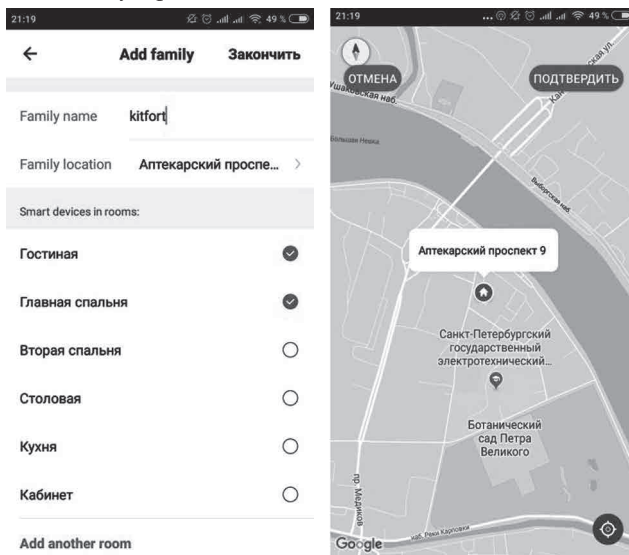 21:19
49 %
Add family
Закончить
Family name kitfort
Family location Аптекарский проспе...
Smart devices in rooms:
Гостиная
Главная спальня
Вторая спальня
Столовая
Кухня
Кабинет
Add another room
21:19
... 49 %
ОТМЕНА
ПОДТВЕРДИТЬ
Ушаковская наб.
Большая Невка
Выборгская наб.
Аптекарский проспект 9
Санкт-Петербургский
государственный
электротехнический...
Ботанический
сад Петра
Великого
пр. Медиков
наб. Реки Карповки
Google